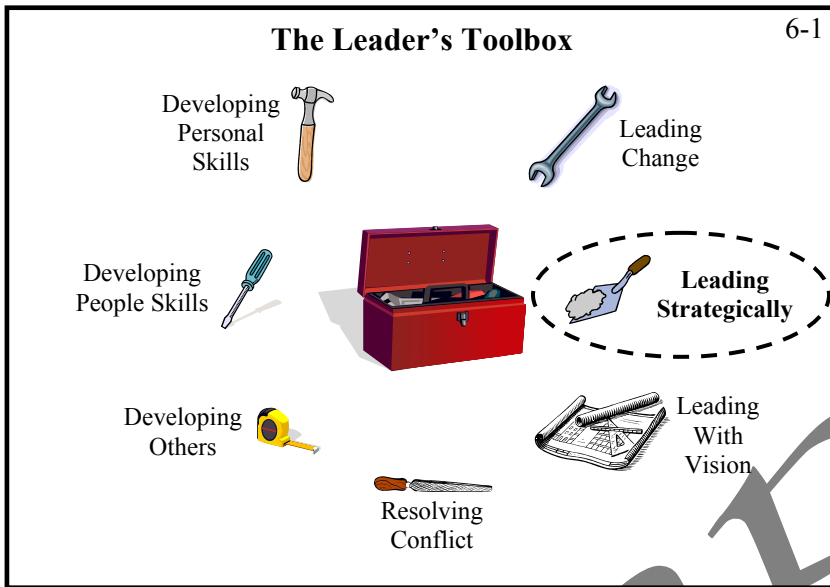 The Leader's Toolbox
6-1
Developing
Personal
Skills
Leading
Change
Developing
People Skills
Leading
Strategically
Developing
Others
Leading
With
Vision
Resolving
Conflict